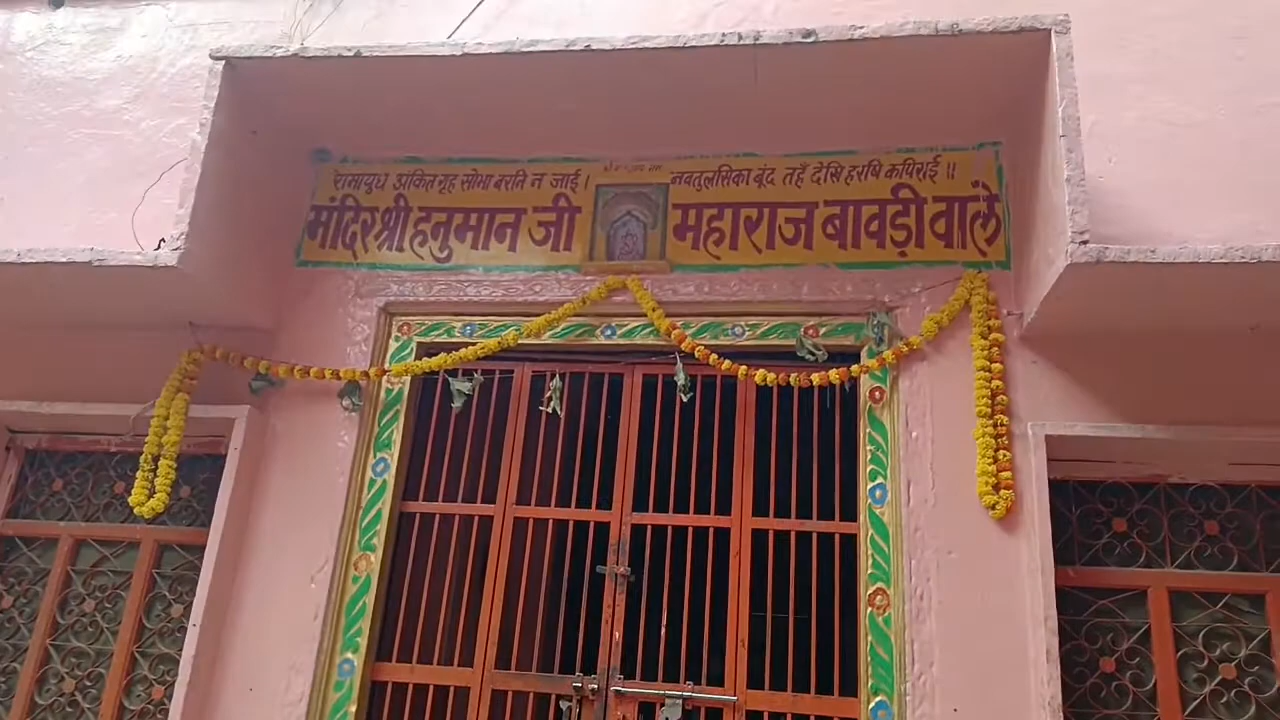 रामायुध अंकित गृह सोभा बरनि न जाई। नवतुलसिका बृंद तहँ देखि हरषि कपिराई॥
मंदिर श्री हनुमान जी महाराज बावड़ी वाले